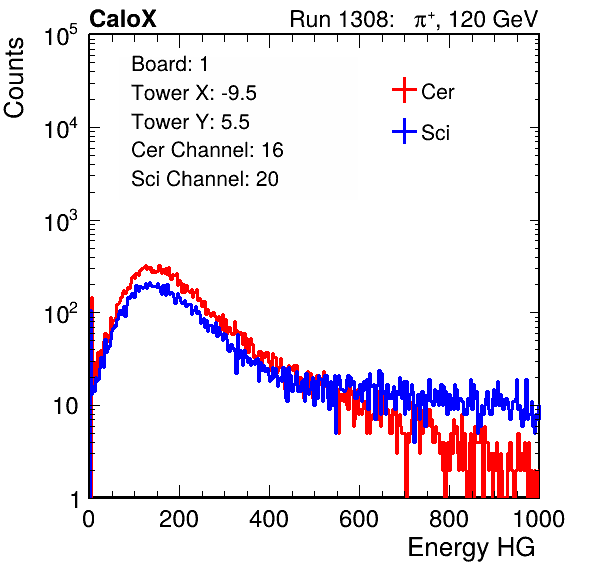 CaloX Run 1308: π⁺, 120 GeV
Board: 1
Tower X: -9.5
Tower Y: 5.5
Cer Channel: 16
Sci Channel: 20
Cer
Sci
Counts
10⁵
10⁴
10³
10²
10
1
0 200 400 600 800 1000
Energy HG